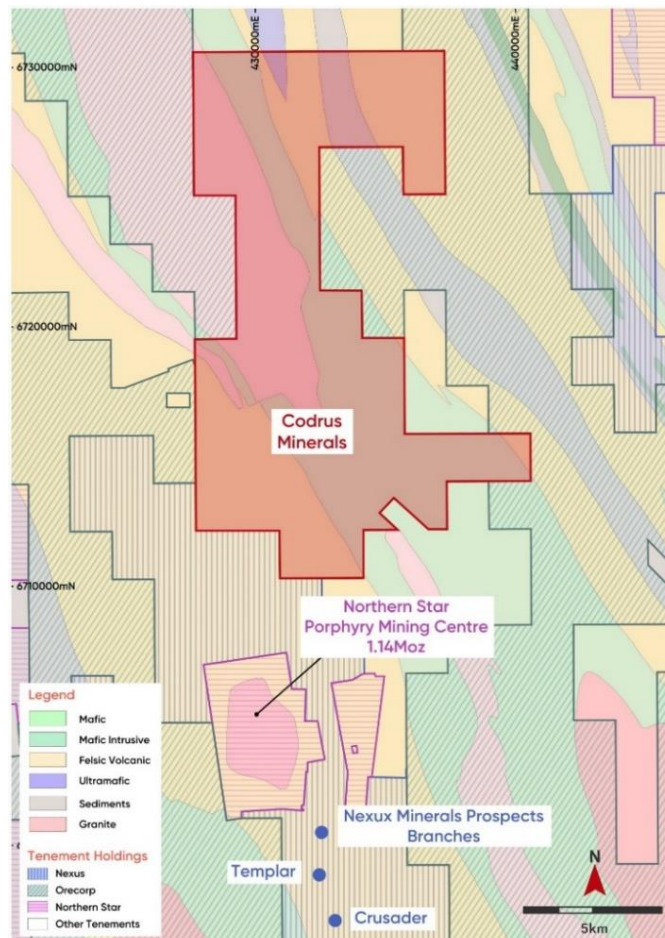 430000mE
440000mE
6730000mN
6720000mN
Codrus
Minerals
6710000mN
Northern Star
Porphyry Mining Centre
1.14Moz
Legend
Mafic
Mafic Intrusive
Felsic Volcanic
Ultramafic
Sediments
Granite
Tenement Holdings
Nexus
Orecorp
Northern Star
Other Tenements
Nexux Minerals Prospects
Branches
Templar
Crusader
N
5km